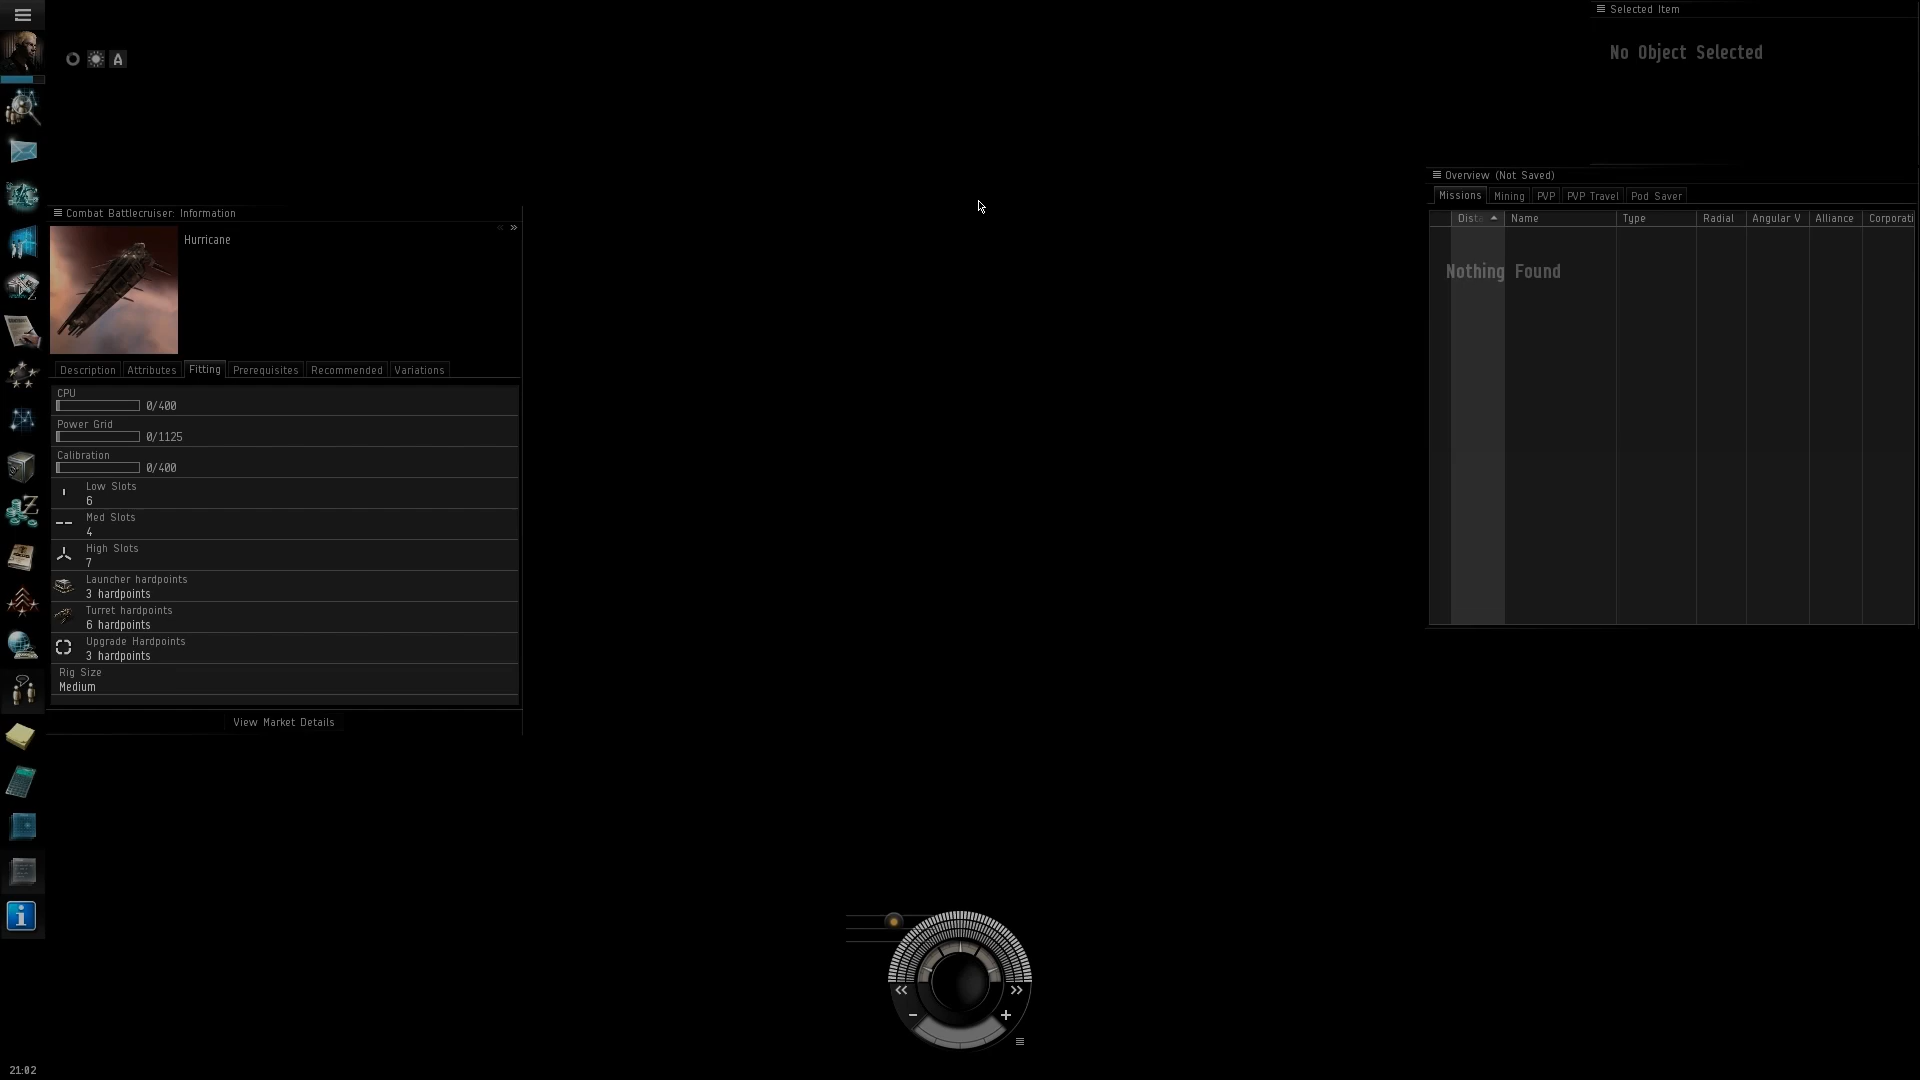 Selected Item
No Object Selected
A
Overview (Not Saved)
Missions Mining PVP PVP Travel Pod Saver
Dista Name Type Radial Angular V Alliance Corporati
Nothing Found
Combat Battlecruiser: Information
Hurricane
Description Attributes Fitting Prerequisites Recommended Variations
CPU
0/400
Power Grid
0/1125
Calibration
0/400
Low Slots
6
Med Slots
4
High Slots
7
Launcher hardpoints
3 hardpoints
Turret hardpoints
6 hardpoints
Upgrade Hardpoints
3 hardpoints
Rig Size
Medium
View Market Details
21:02